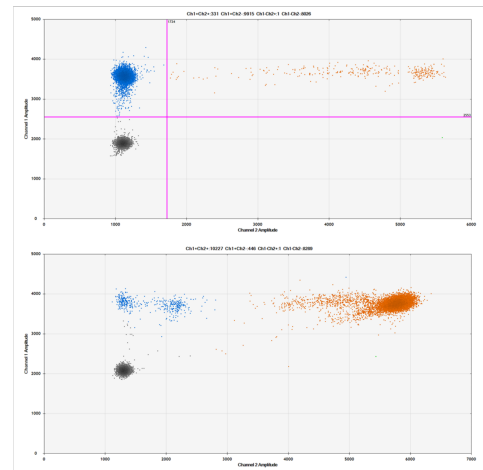 Ch1+Ch2+:331 Ch1+Ch2-:9915 Ch1-Ch2+:1 Ch1-Ch2-:8026
5000
4000
3000
2000
1000
0
Channel 1 Amplitude
0 1000 2000 3000 4000 5000 6000
Channel 2 Amplitude
Ch1+Ch2+:10227 Ch1+Ch2-:446 Ch1-Ch2+:1 Ch1-Ch2-:8289
5000
4000
3000
2000
1000
0
Channel 1 Amplitude
0 1000 2000 3000 4000 5000 6000 7000
Channel 2 Amplitude